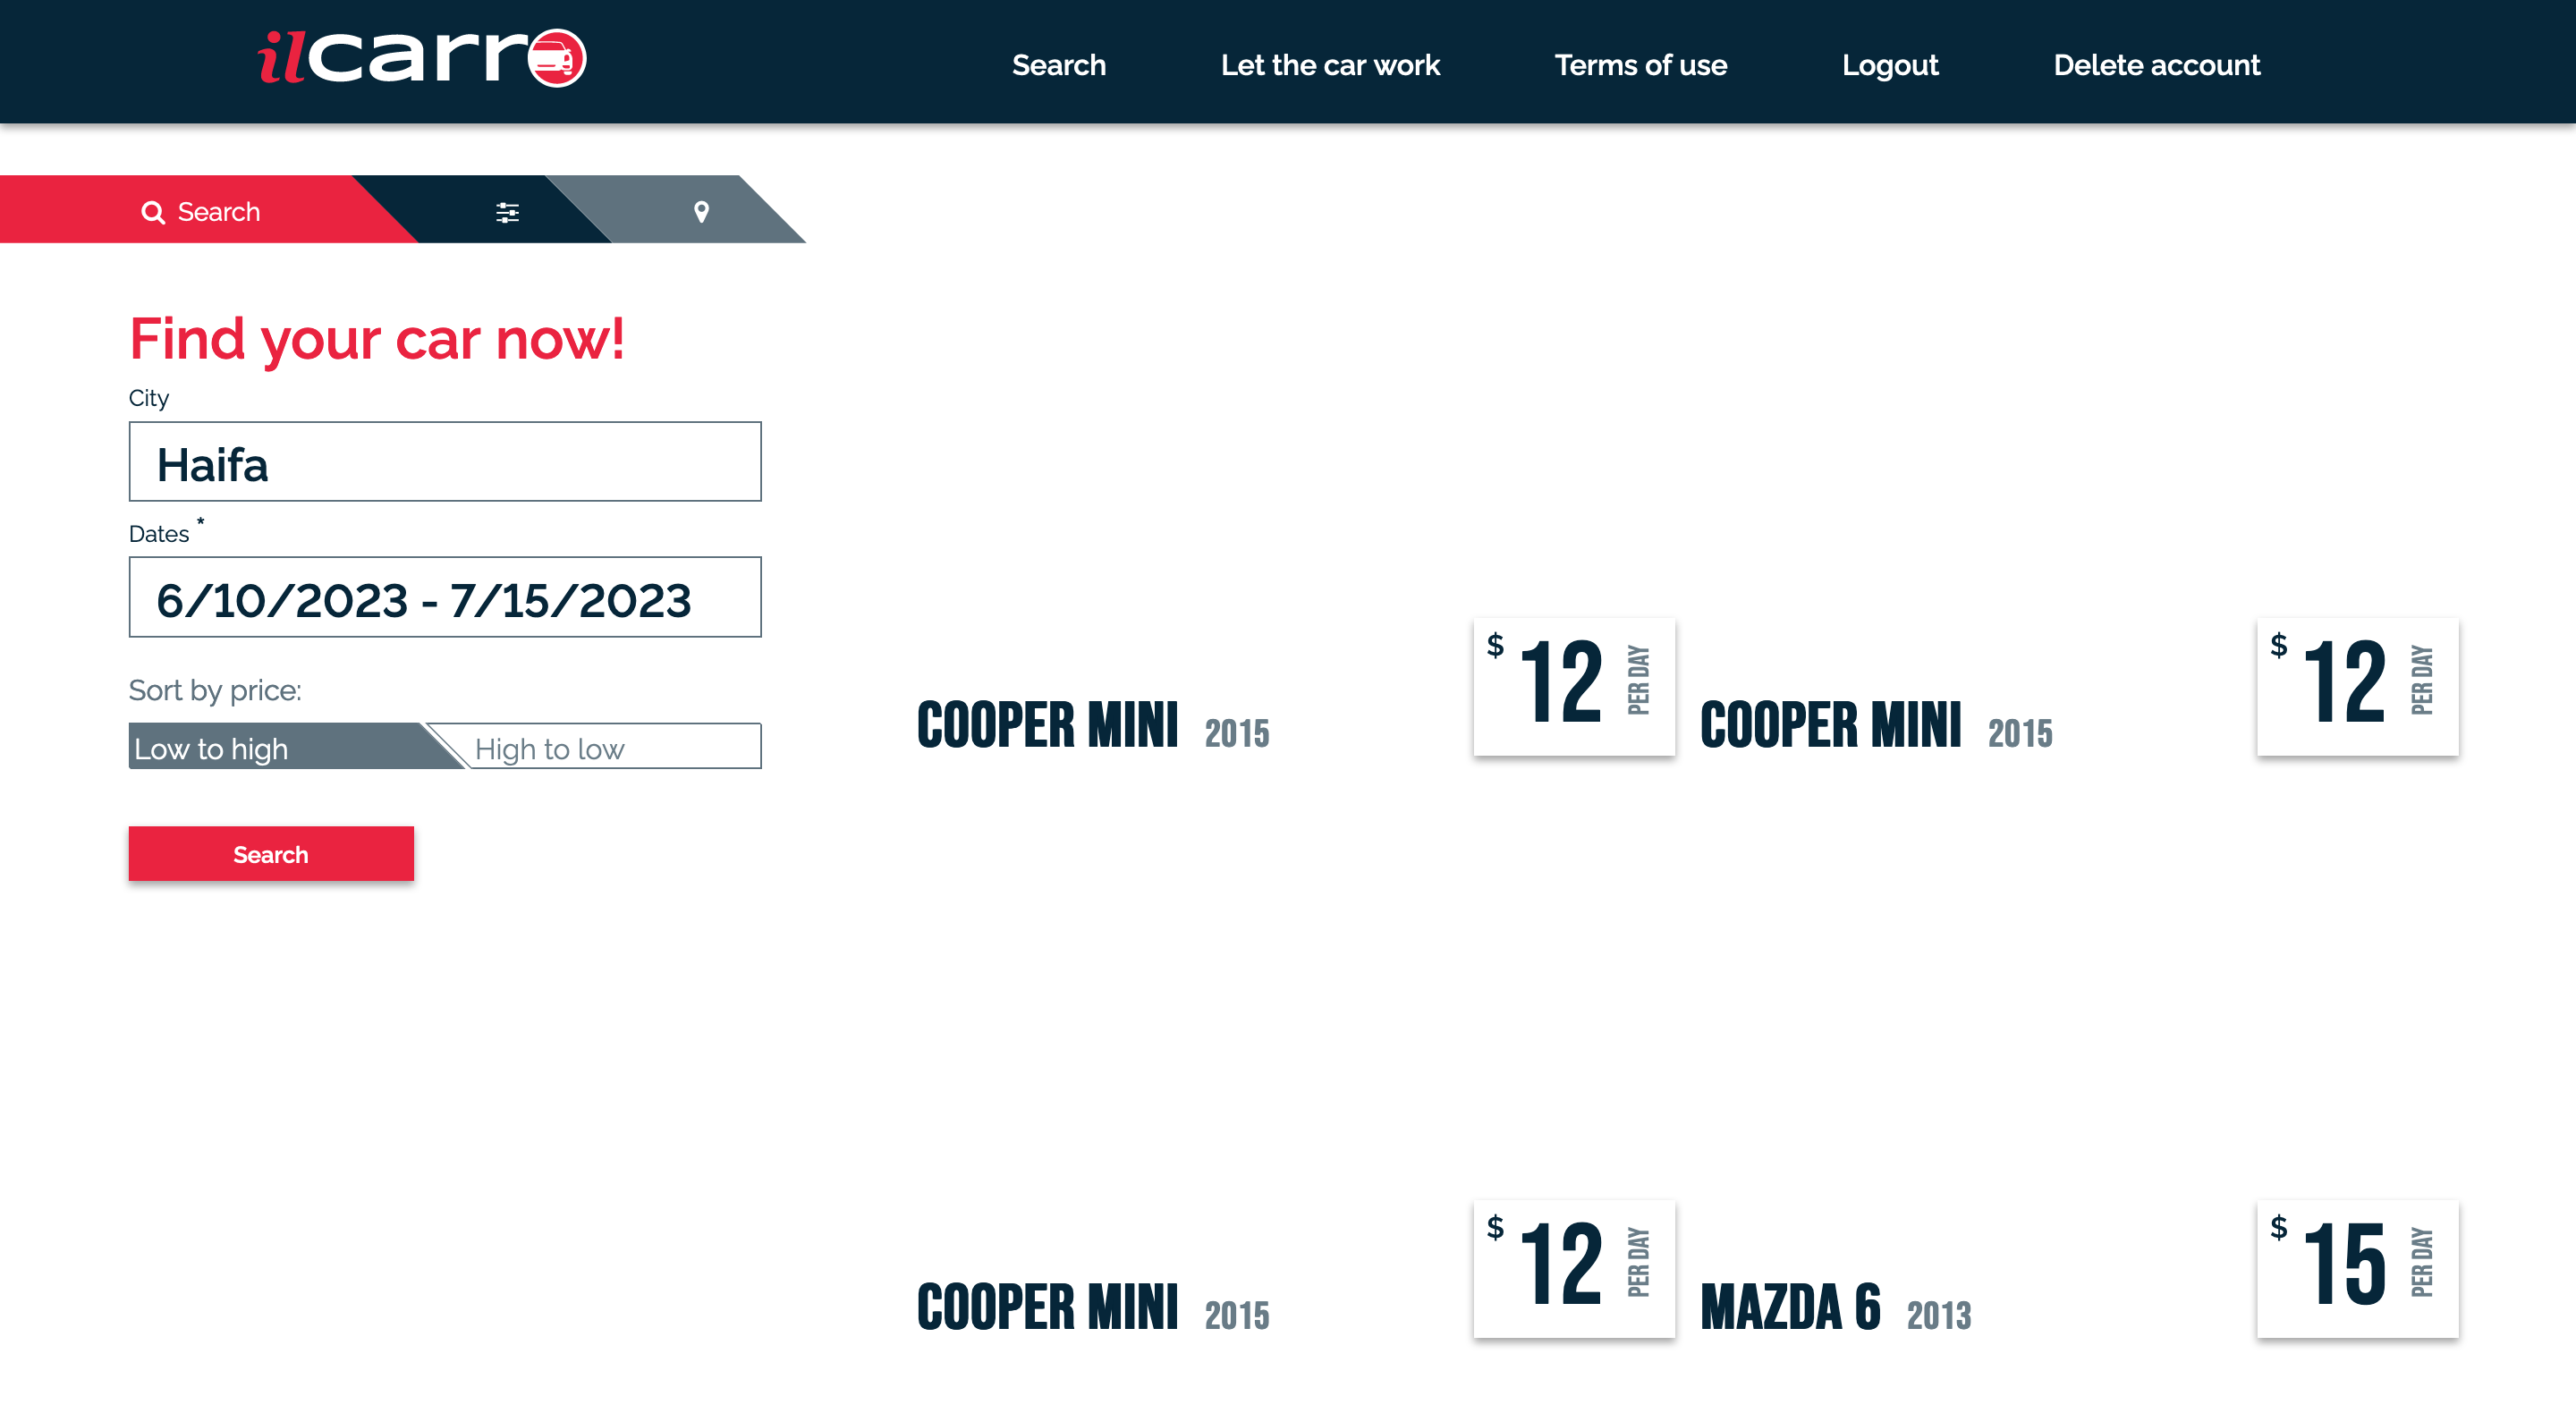 ilcarro
Search
Let the car work
Terms of use
Logout
Delete account
Search
Find your car now!
City
Haifa
Dates *
6/10/2023 - 7/15/2023
Sort by price:
Low to high
High to low
Search
COOPER MINI 2015
$ 12 PER DAY
COOPER MINI 2015
$ 12 PER DAY
COOPER MINI 2015
$ 12 PER DAY
MAZDA 6 2013
$ 15 PER DAY